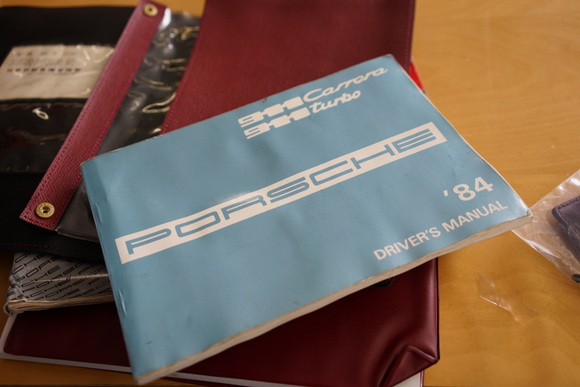 911 Carrera
911 turbo
PORSCHE
'84
DRIVER'S MANUAL